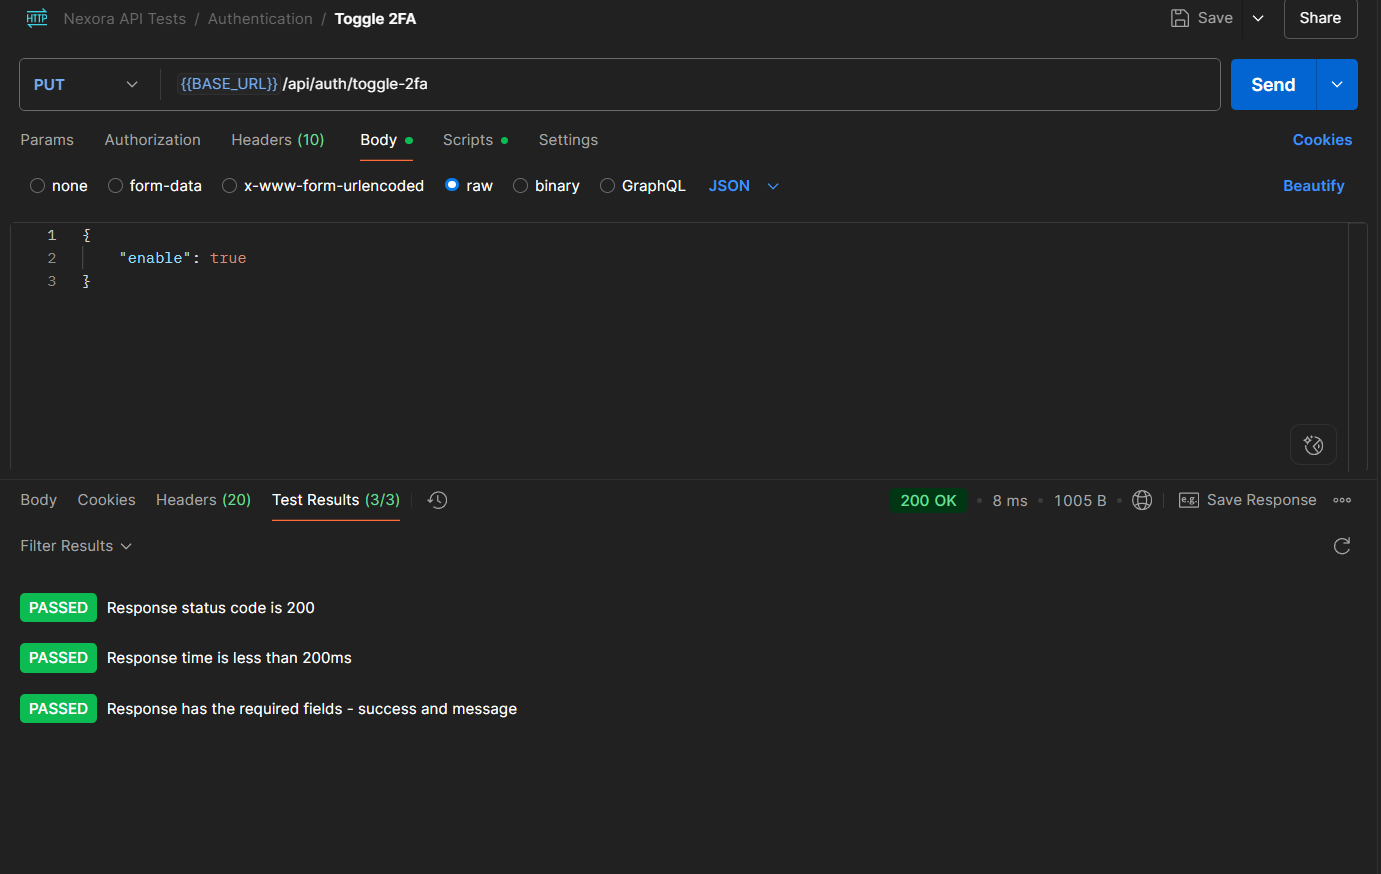 HTTP Nexora API Tests / Authentication / Toggle 2FA Save Share
PUT {{BASE_URL}} /api/auth/toggle-2fa Send
Params Authorization Headers (10) Body Scripts Settings Cookies
none form-data x-www-form-urlencoded raw binary GraphQL JSON Beautify
1 {
2 "enable": true
3 }
Body Cookies Headers (20) Test Results (3/3) 200 OK 8 ms 1005 B e.g. Save Response
Filter Results
PASSED Response status code is 200
PASSED Response time is less than 200ms
PASSED Response has the required fields - success and message